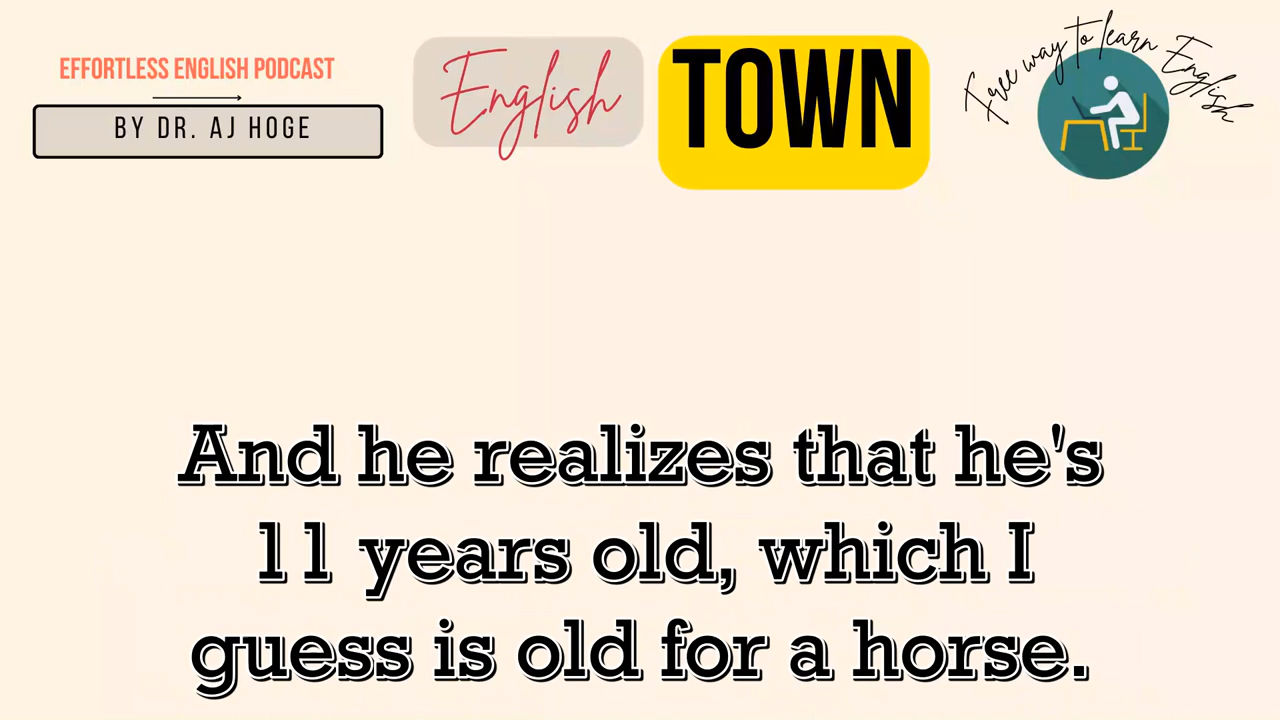 EFFORTLESS ENGLISH PODCAST
BY DR. AJ HOGE
English
TOWN
Free way to learn English
And he realizes that he's
11 years old, which I
guess is old for a horse.